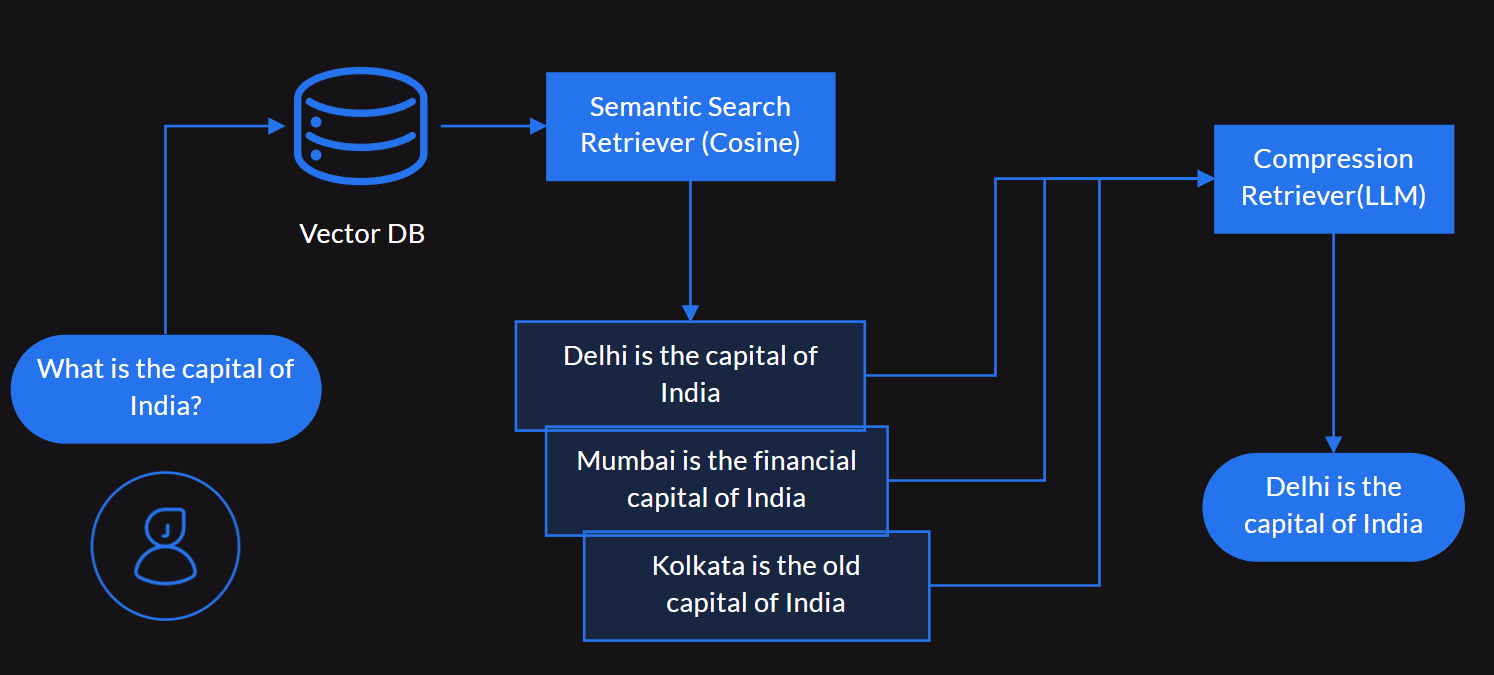 Semantic Search
Retriever (Cosine)
Compression
Retriever(LLM)
Vector DB
What is the capital of
India?
Delhi is the capital of
India
Mumbai is the financial
capital of India
Kolkata is the old
capital of India
Delhi is the
capital of India